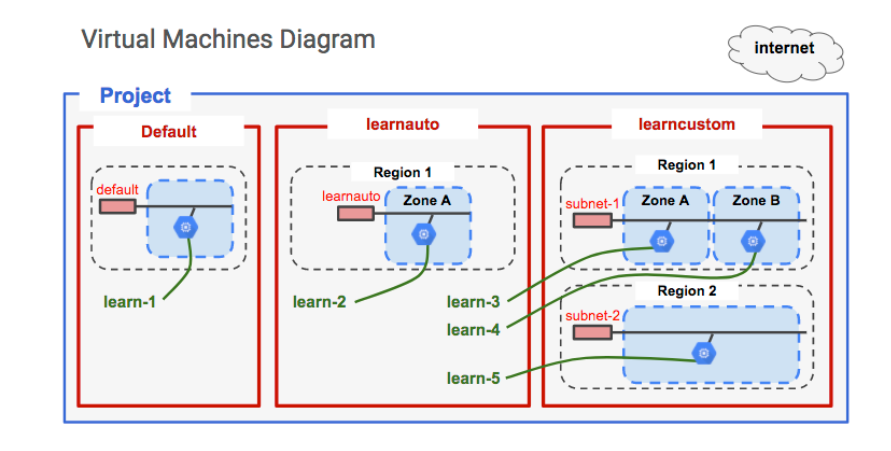 Virtual Machines Diagram
internet
Project
Default
default
learn-1
learnauto
Region 1
learnauto
Zone A
learn-2
learncustom
Region 1
subnet-1
Zone A
Zone B
learn-3
learn-4
Region 2
subnet-2
learn-5